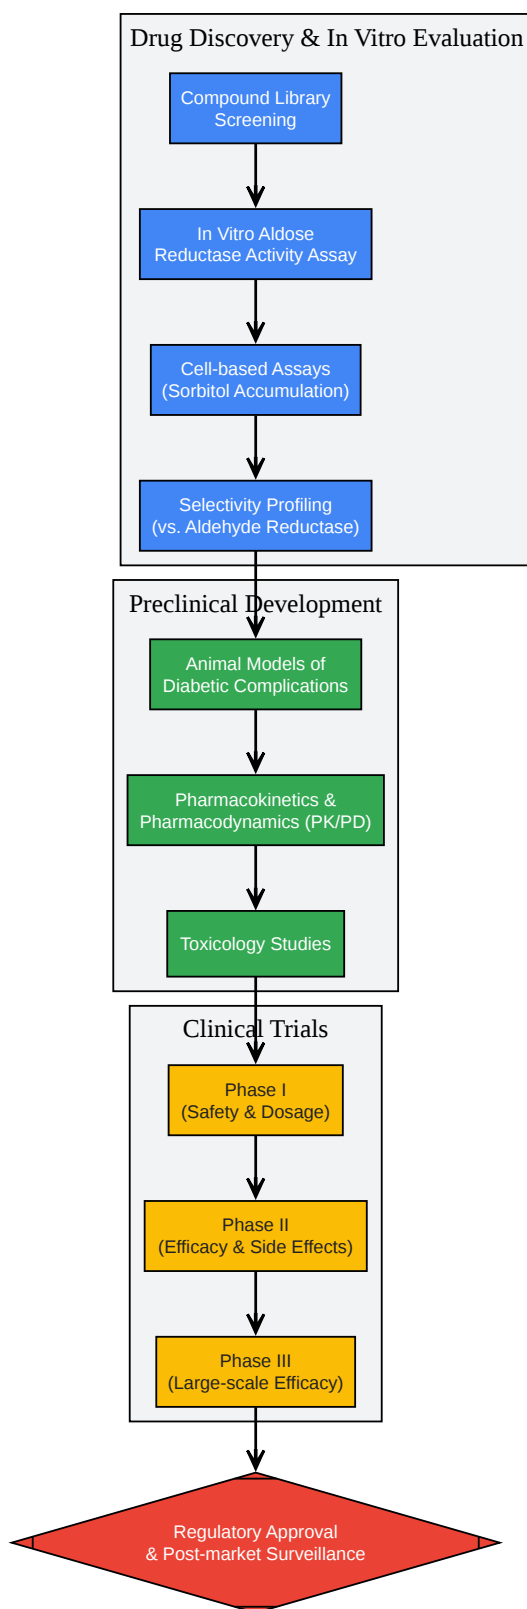 Drug Discovery & In Vitro Evaluation
Compound Library
Screening
In Vitro Aldose
Reductase Activity Assay
Cell-based Assays
(Sorbitol Accumulation)
Selectivity Profiling
(vs. Aldehyde Reductase)
Preclinical Development
Animal Models of
Diabetic Complications
Pharmacokinetics &
Pharmacodynamics (PK/PD)
Toxicology Studies
Clinical Trials
Phase I
(Safety & Dosage)
Phase II
(Efficacy & Side Effects)
Phase III
(Large-scale Efficacy)
Regulatory Approval
& Post-market Surveillance